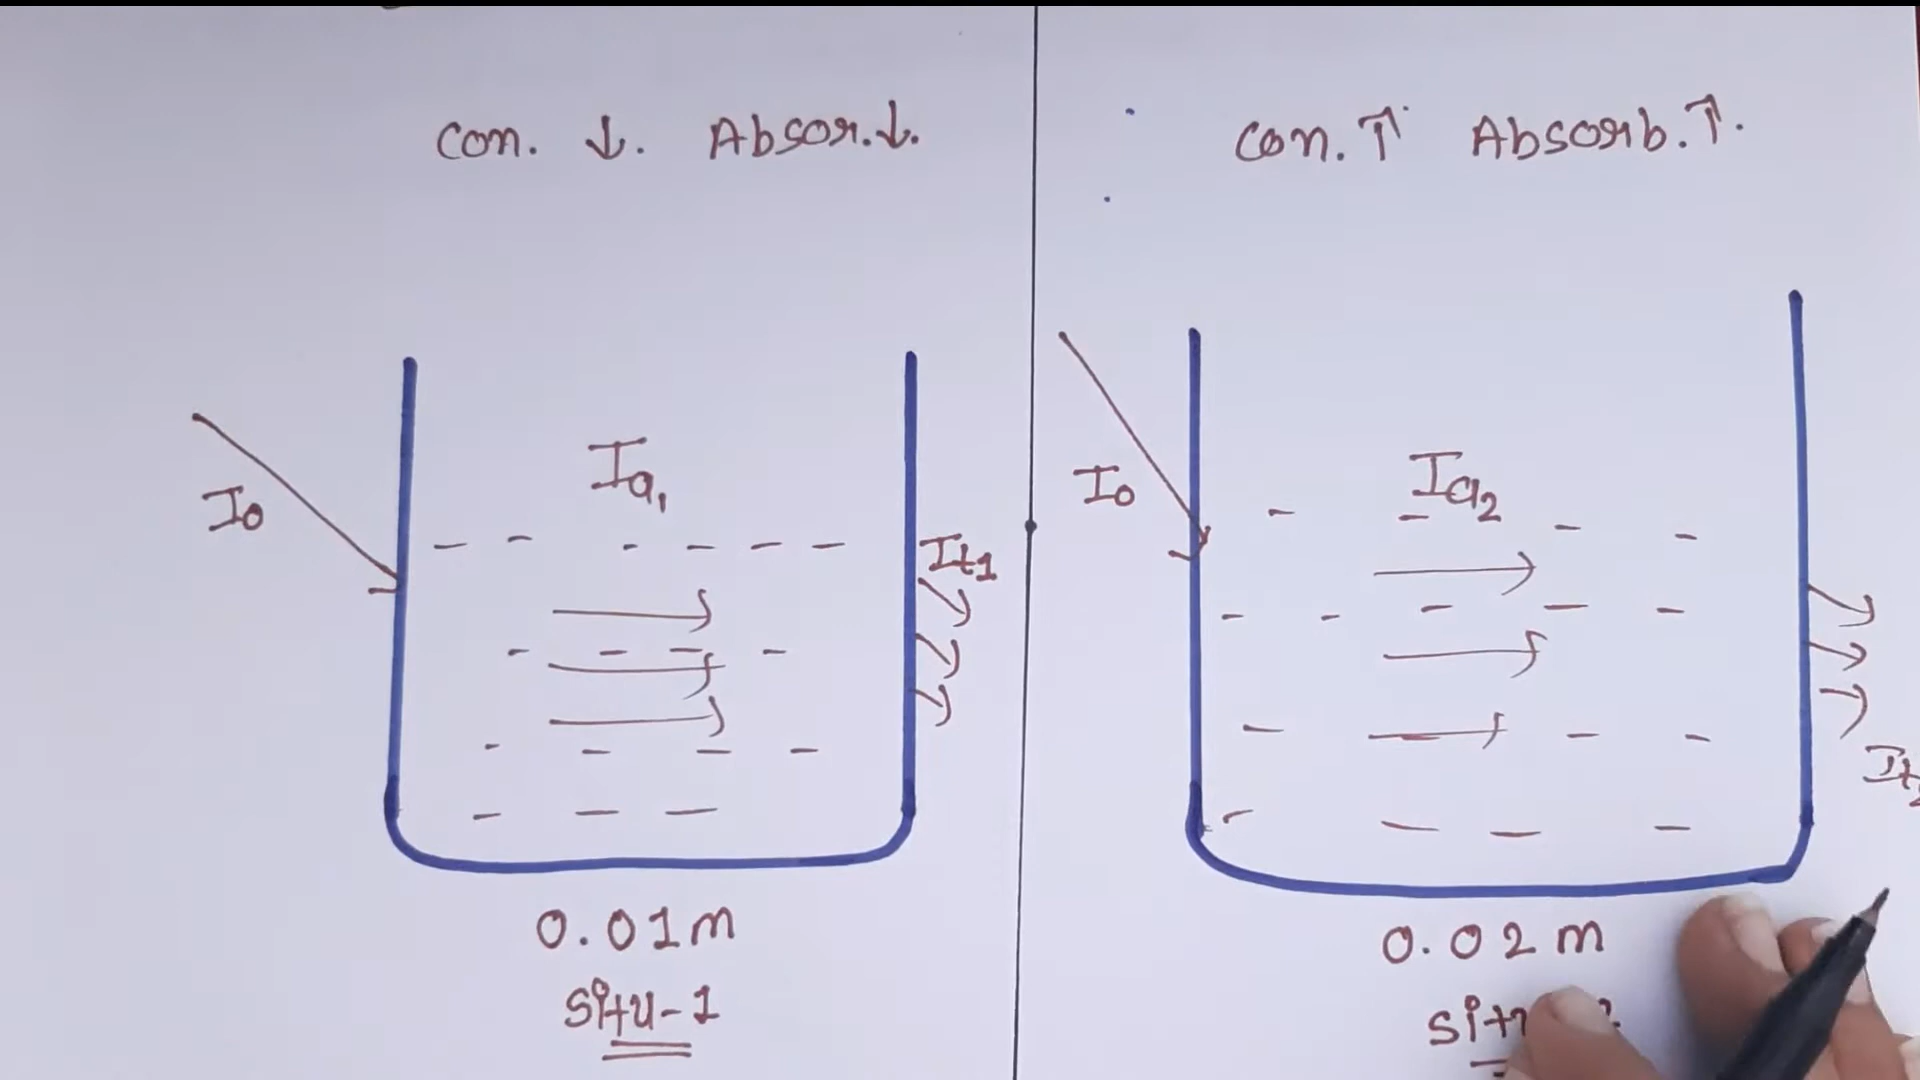 Con. ↓. Absor.↓.
Io
Ia1
It1
0.01m
Situ-1
Con.↑ Absorb.↑.
Io
Ia2
0.02m